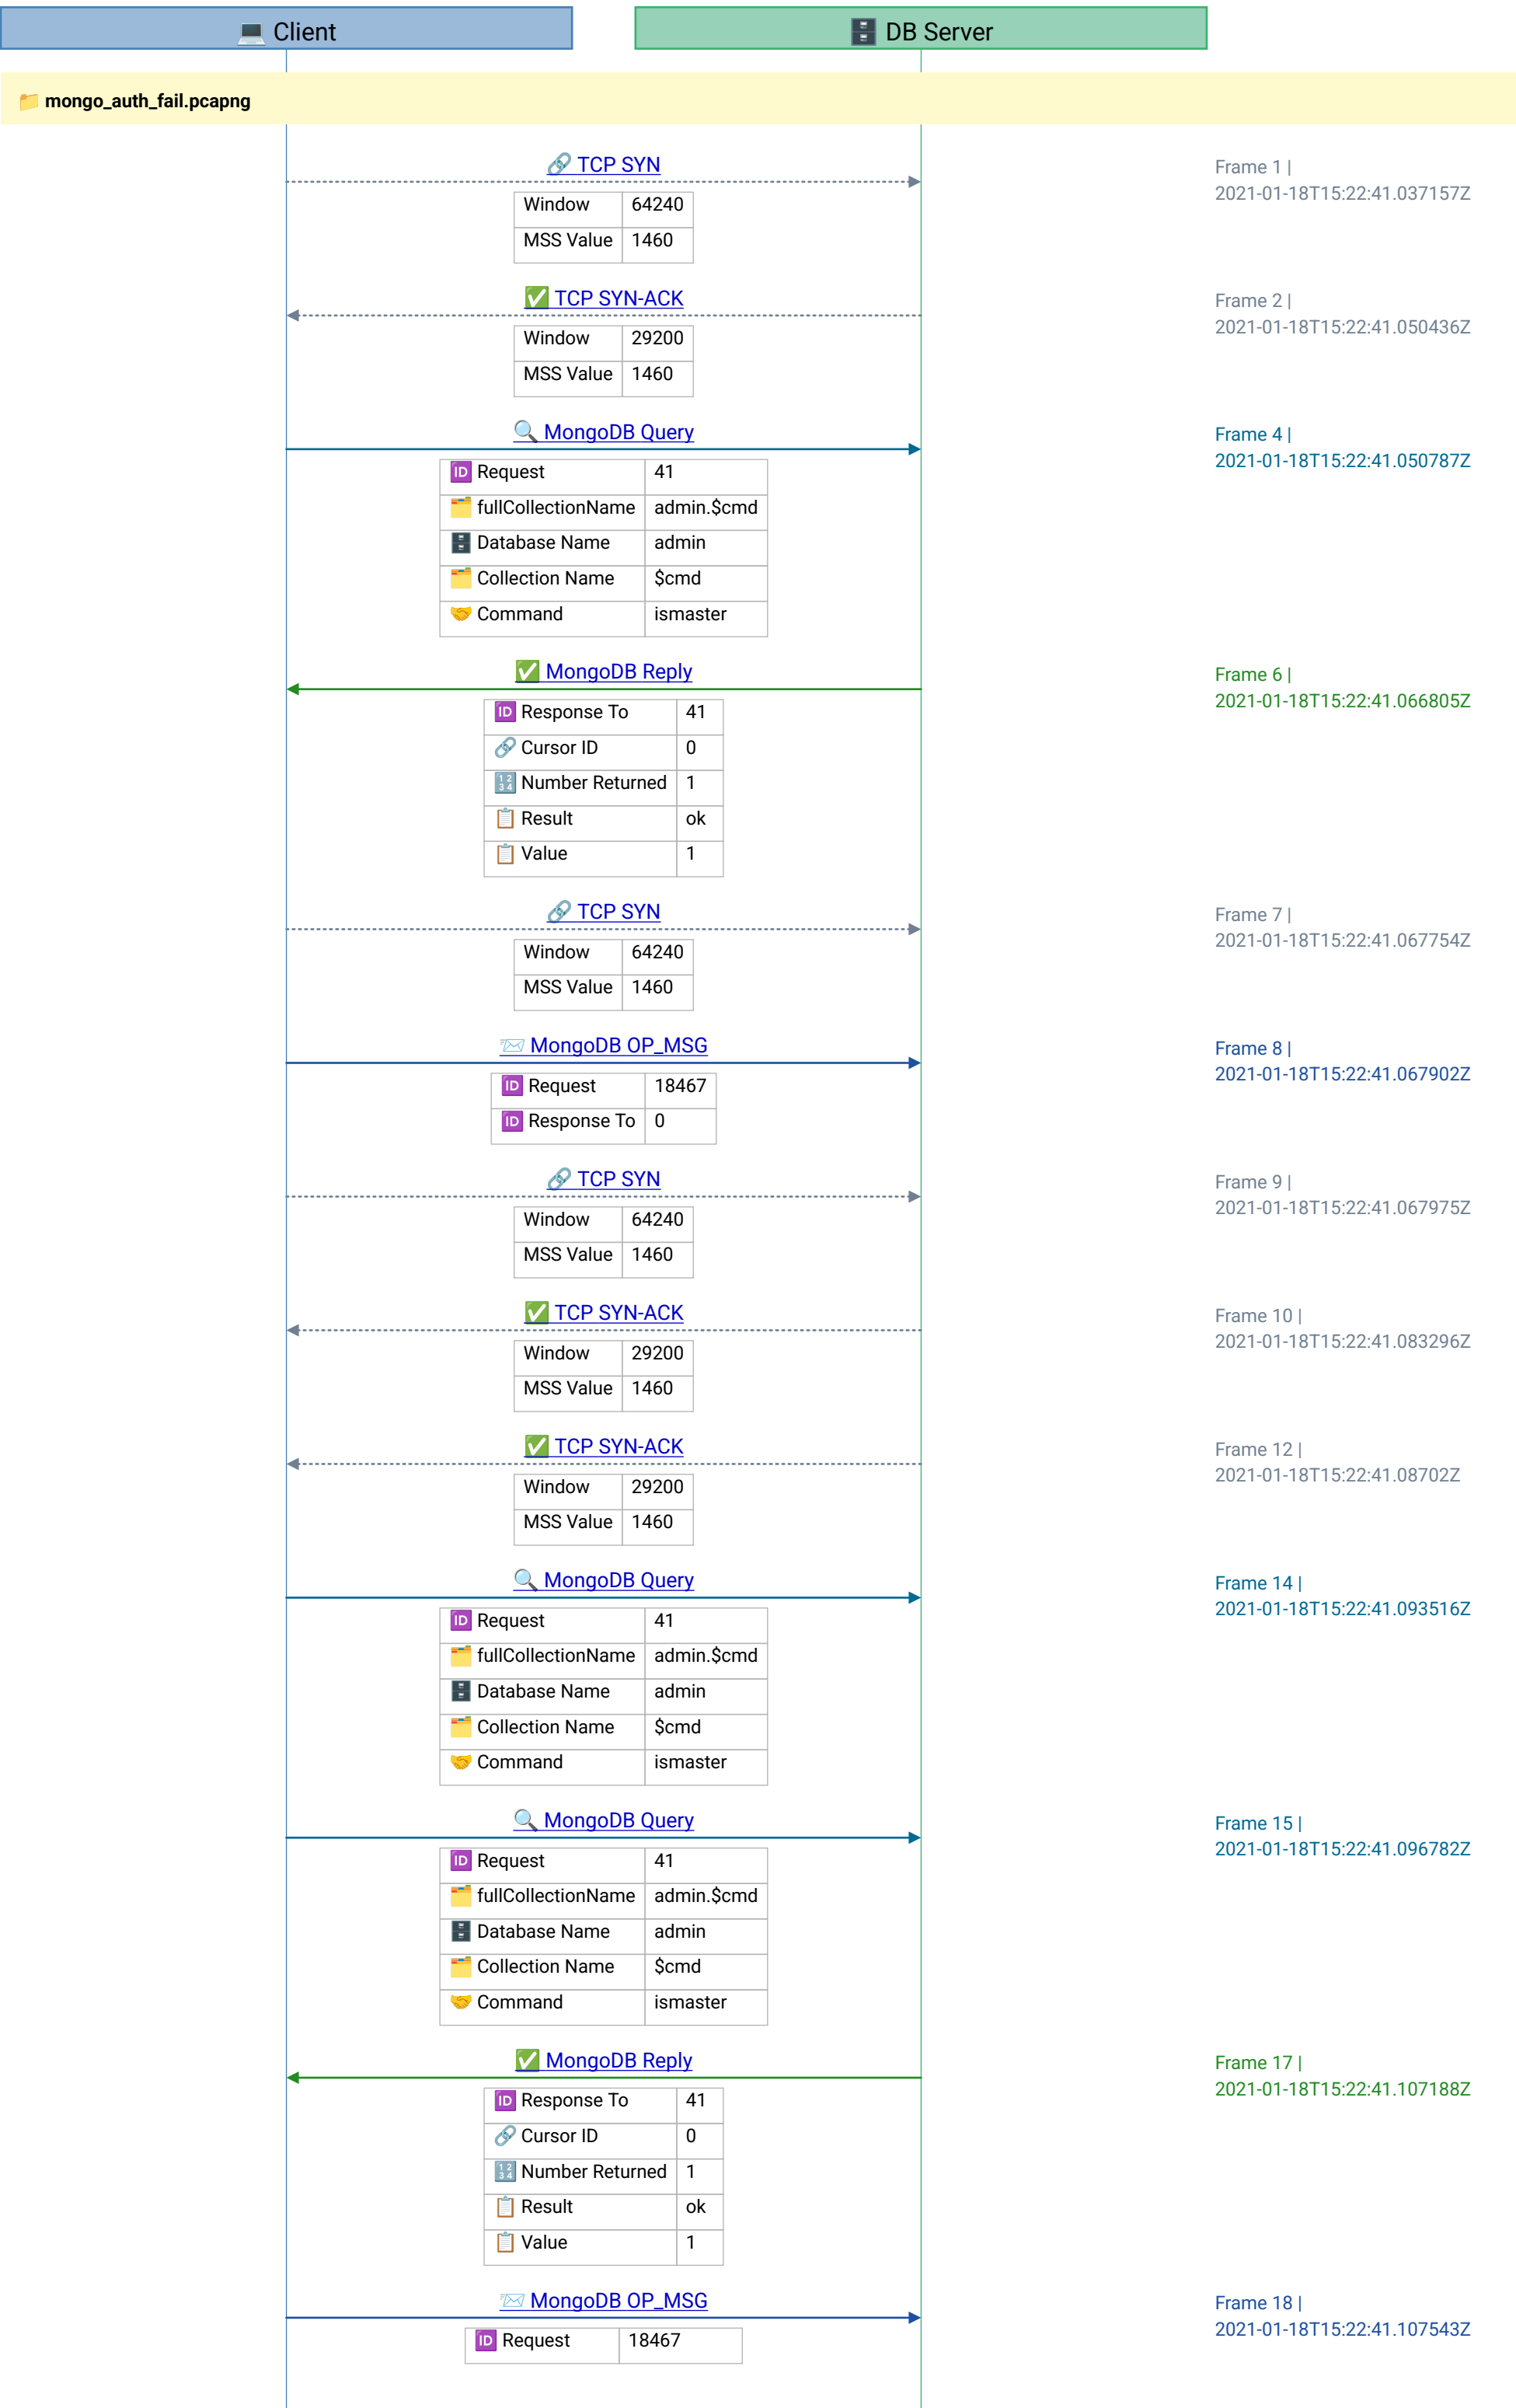 💻 Client
🗄️ DB Server
📁 mongo_auth_fail.pcapng
🔗 TCP SYN
Frame 1 |
2021-01-18T15:22:41.037157Z
Window 64240
MSS Value 1460
✅ TCP SYN-ACK
Frame 2 |
2021-01-18T15:22:41.050436Z
Window 29200
MSS Value 1460
🔍 MongoDB Query
Frame 4 |
2021-01-18T15:22:41.050787Z
🆔 Request 41
🗂️ fullCollectionName admin.$cmd
🗄️ Database Name admin
🗂️ Collection Name $cmd
🤝 Command ismaster
✅ MongoDB Reply
Frame 6 |
2021-01-18T15:22:41.066805Z
🆔 Response To 41
🔗 Cursor ID 0
🔢 Number Returned 1
📋 Result ok
📋 Value 1
🔗 TCP SYN
Frame 7 |
2021-01-18T15:22:41.067754Z
Window 64240
MSS Value 1460
📨 MongoDB OP_MSG
Frame 8 |
2021-01-18T15:22:41.067902Z
🆔 Request 18467
🆔 Response To 0
🔗 TCP SYN
Frame 9 |
2021-01-18T15:22:41.067975Z
Window 64240
MSS Value 1460
✅ TCP SYN-ACK
Frame 10 |
2021-01-18T15:22:41.083296Z
Window 29200
MSS Value 1460
✅ TCP SYN-ACK
Frame 12 |
2021-01-18T15:22:41.08702Z
Window 29200
MSS Value 1460
🔍 MongoDB Query
Frame 14 |
2021-01-18T15:22:41.093516Z
🆔 Request 41
🗂️ fullCollectionName admin.$cmd
🗄️ Database Name admin
🗂️ Collection Name $cmd
🤝 Command ismaster
🔍 MongoDB Query
Frame 15 |
2021-01-18T15:22:41.096782Z
🆔 Request 41
🗂️ fullCollectionName admin.$cmd
🗄️ Database Name admin
🗂️ Collection Name $cmd
🤝 Command ismaster
✅ MongoDB Reply
Frame 17 |
2021-01-18T15:22:41.107188Z
🆔 Response To 41
🔗 Cursor ID 0
🔢 Number Returned 1
📋 Result ok
📋 Value 1
📨 MongoDB OP_MSG
Frame 18 |
2021-01-18T15:22:41.107543Z
🆔 Request 18467